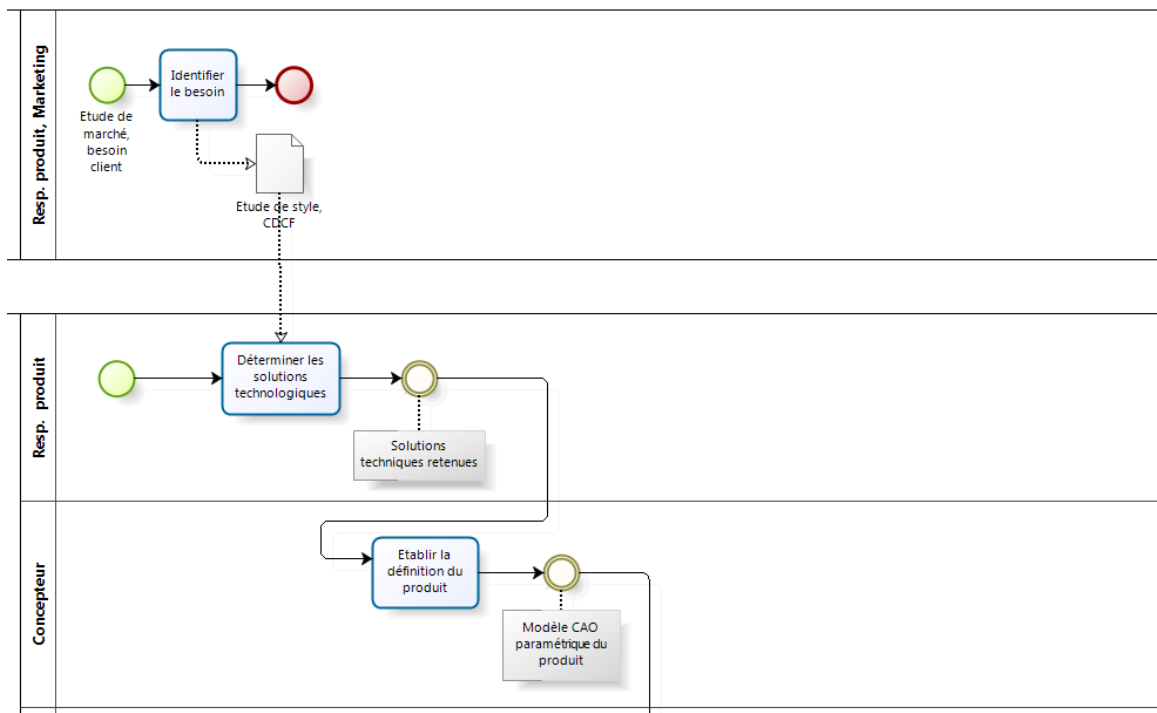 Resp. produit, Marketing
Identifier
le besoin
Etude de
marché,
besoin
client
Etude de style,
CDCF
Resp. produit
Déterminer les
solutions
technologiques
Solutions
techniques retenues
Concepteur
Etablir la
définition du
produit
Modèle CAO
paramétrique du
produit